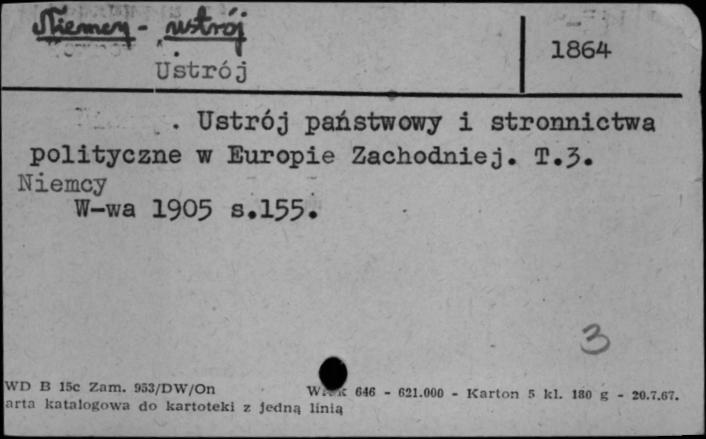 Niemcy - ustrój
1864
Ustrój
. Ustrój państwowy i stronnictwa
polityczne w Europie Zachodniej. T.3.
Niemcy
W-wa 1905 s.155.
3
WD B 15c Zam. 953/DW/On 646 - 621.000 - Karton 5 kl. 180 g - 20.7.67.
arta katalogowa do kartoteki z jedną linią